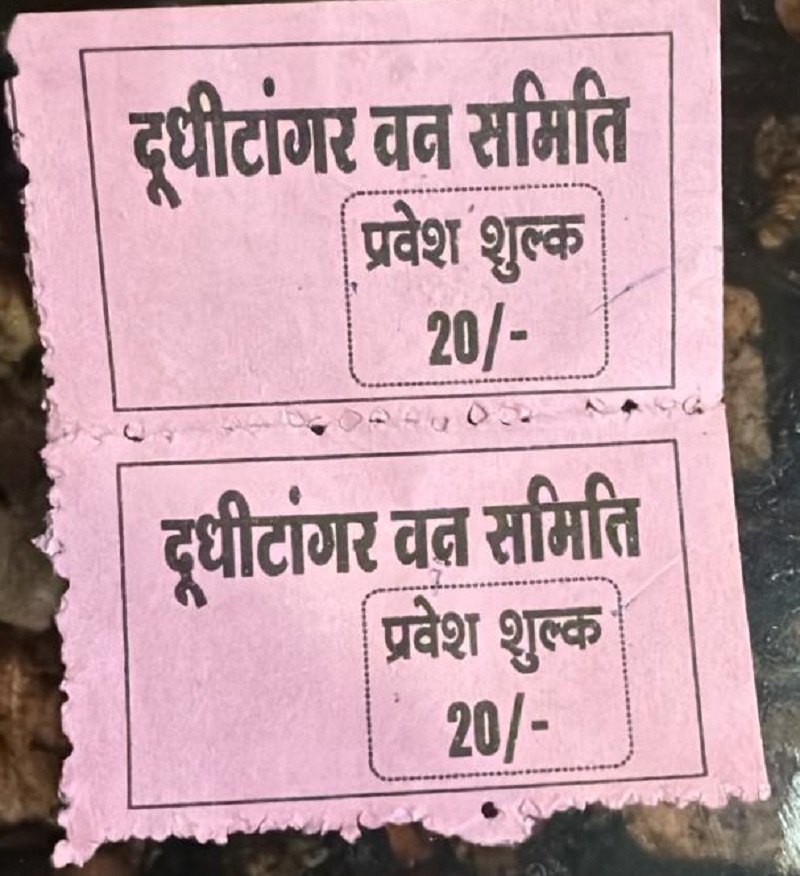 दूधीटांगर वन समिति
प्रवेश शुल्क
20/-
दूधीटांगर वन समिति
प्रवेश शुल्क
20/-